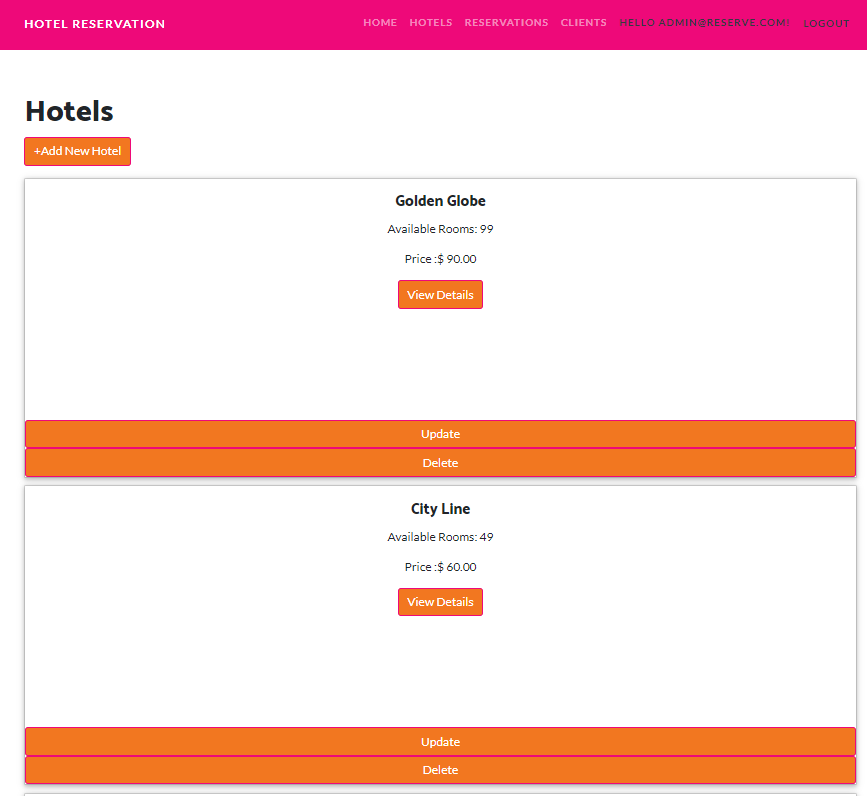 HOTEL RESERVATION
HOME HOTELS RESERVATIONS CLIENTS HELLO ADMIN@RESERVE.COM! LOGOUT
Hotels
+Add New Hotel
Golden Globe
Available Rooms: 99
Price :$ 90.00
View Details
Update
Delete
City Line
Available Rooms: 49
Price :$ 60.00
View Details
Update
Delete